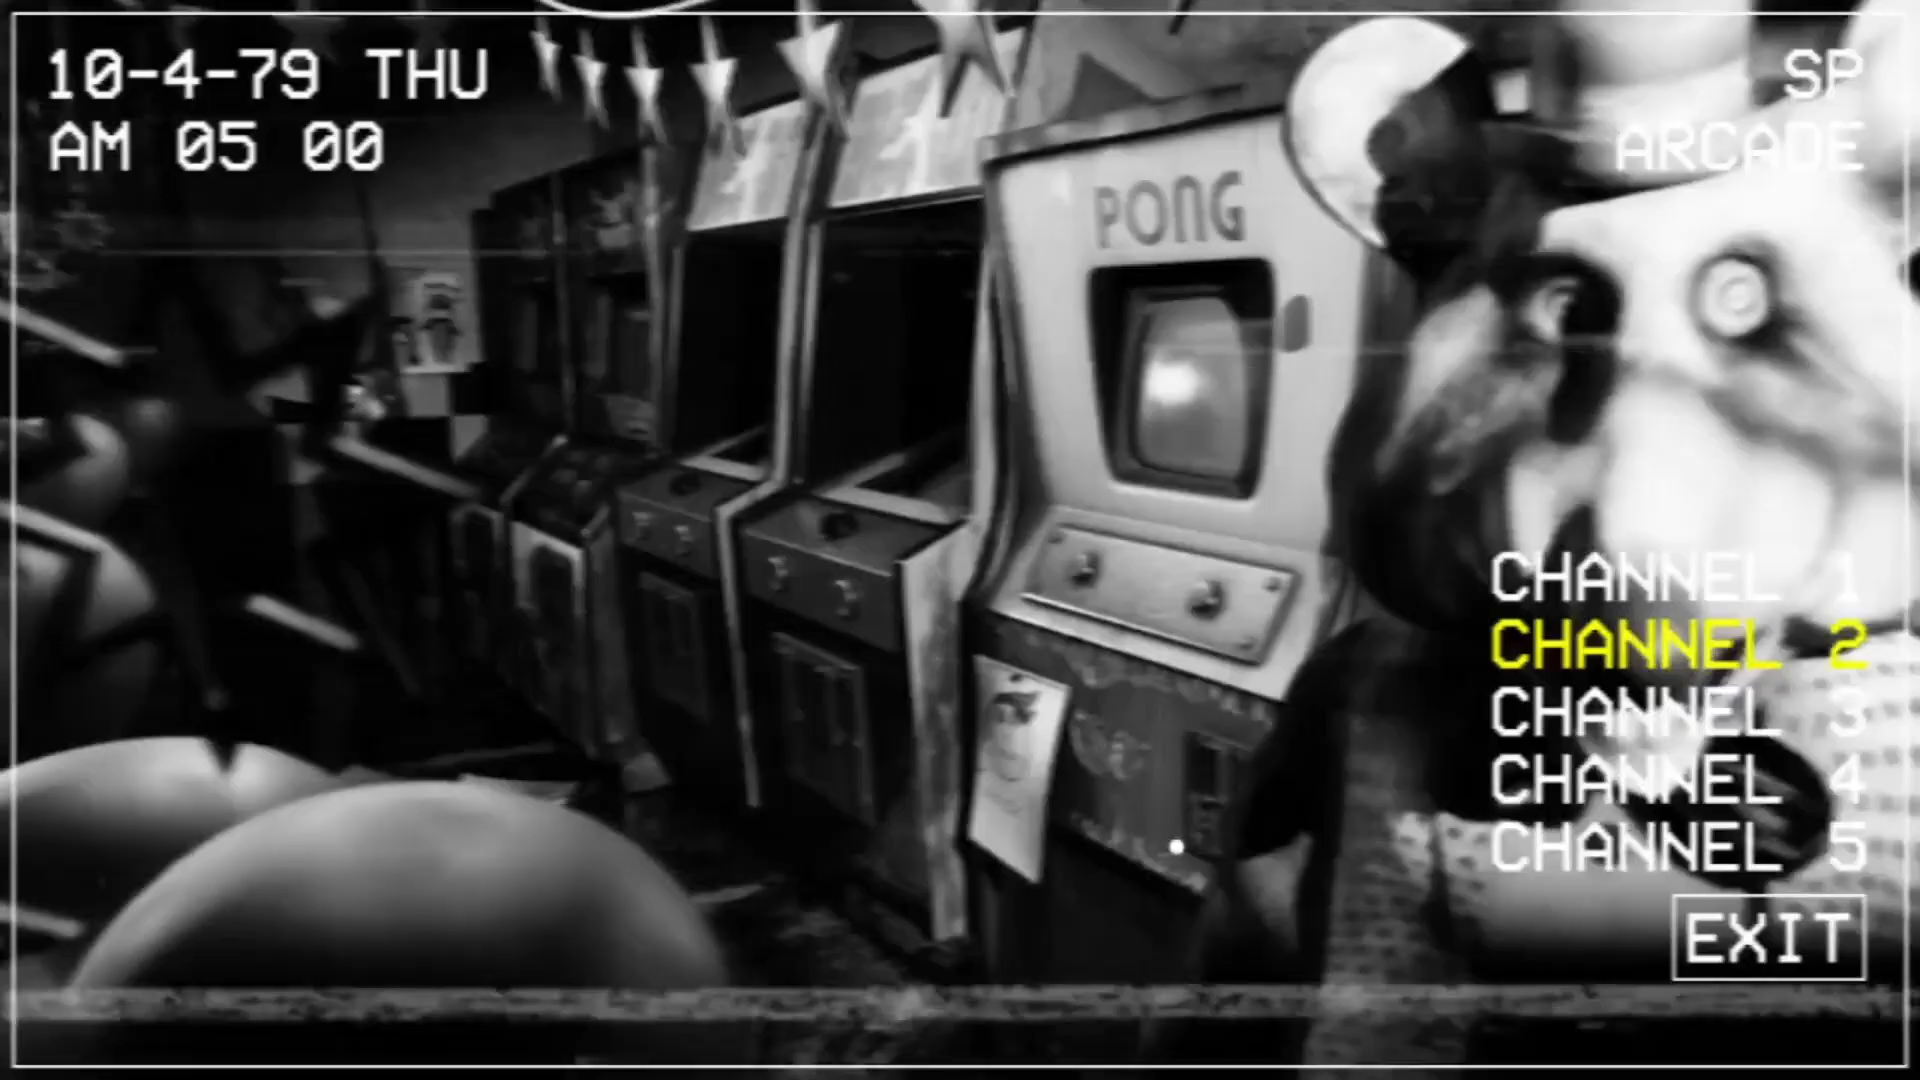 10-4-79 THU
AM 05 00
SP
ARCADE
PONG
CHANNEL 1
CHANNEL 2
CHANNEL 3
CHANNEL 4
CHANNEL 5
EXIT